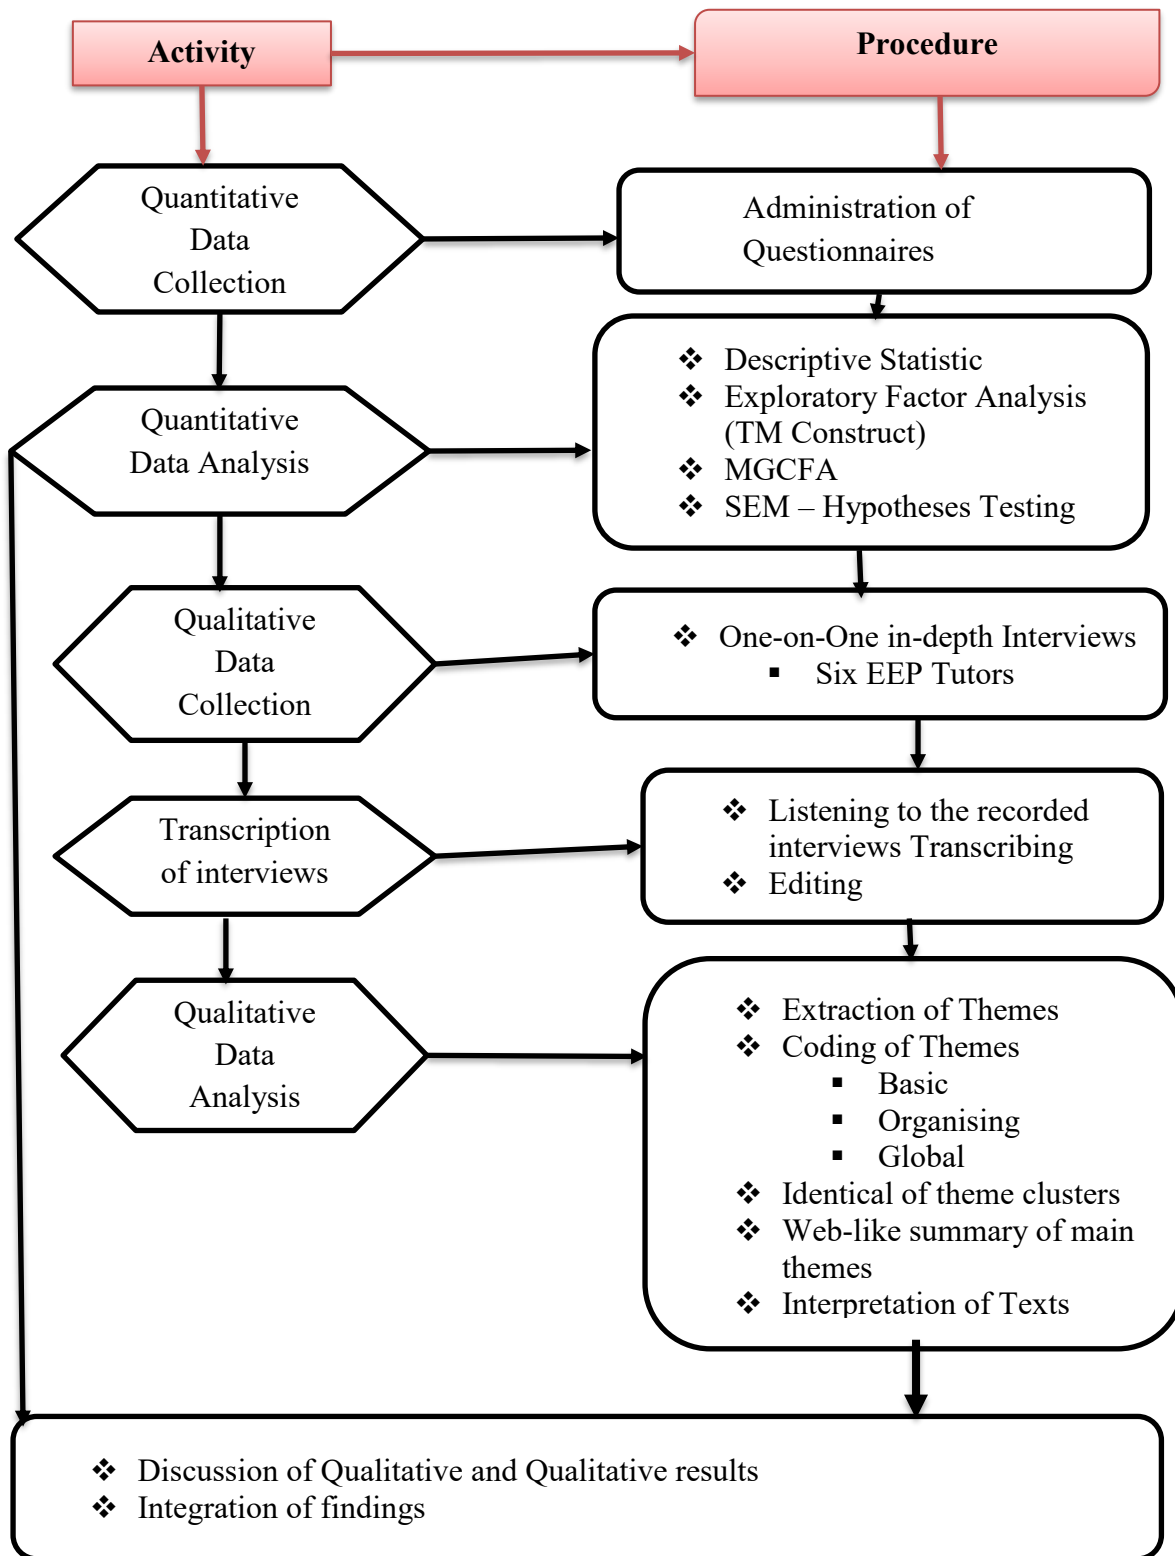 Activity
Procedure
Quantitative
Data
Collection
Administration of
Questionnaires
Quantitative
Data Analysis
❖ Descriptive Statistic
❖ Exploratory Factor Analysis
(TM Construct)
❖ MGCFA
❖ SEM – Hypotheses Testing
Qualitative
Data
Collection
❖ One-on-One in-depth Interviews
▪ Six EEP Tutors
Transcription
of interviews
❖ Listening to the recorded
interviews Transcribing
❖ Editing
Qualitative
Data
Analysis
❖ Extraction of Themes
❖ Coding of Themes
▪ Basic
▪ Organising
▪ Global
❖ Identical of theme clusters
❖ Web-like summary of main
themes
❖ Interpretation of Texts
❖ Discussion of Qualitative and Qualitative results
❖ Integration of findings